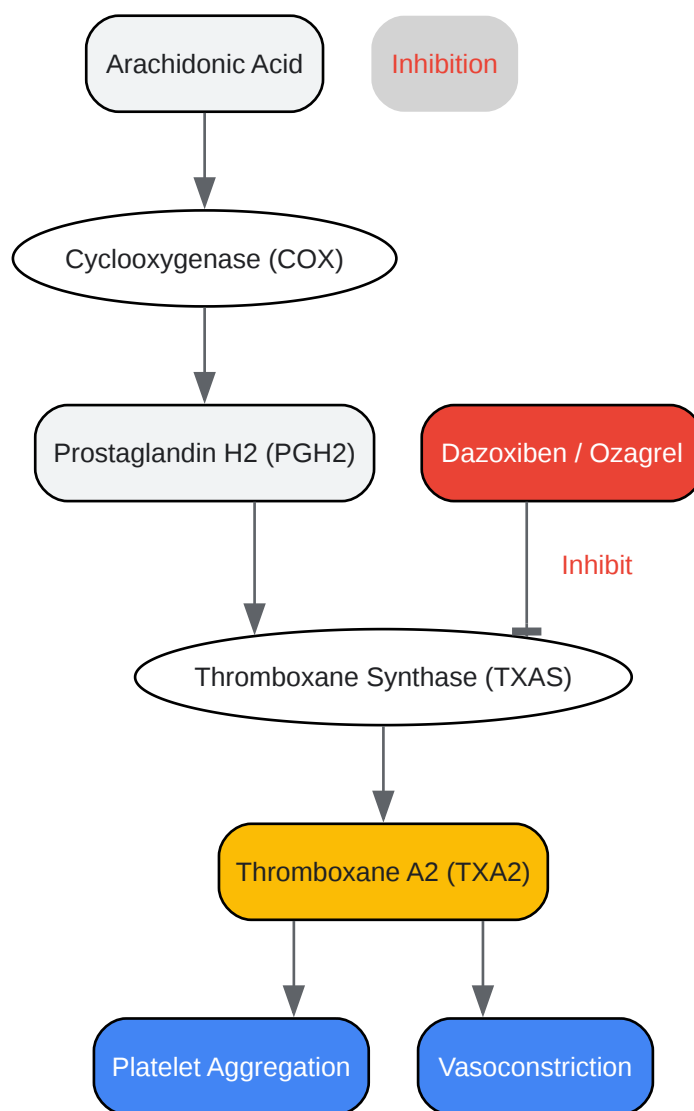 Arachidonic Acid
Inhibition
Cyclooxygenase (COX)
Prostaglandin H2 (PGH2)
Dazoxiben / Ozagrel
Inhibit
Thromboxane Synthase (TXAS)
Thromboxane A2 (TXA2)
Platelet Aggregation
Vasoconstriction